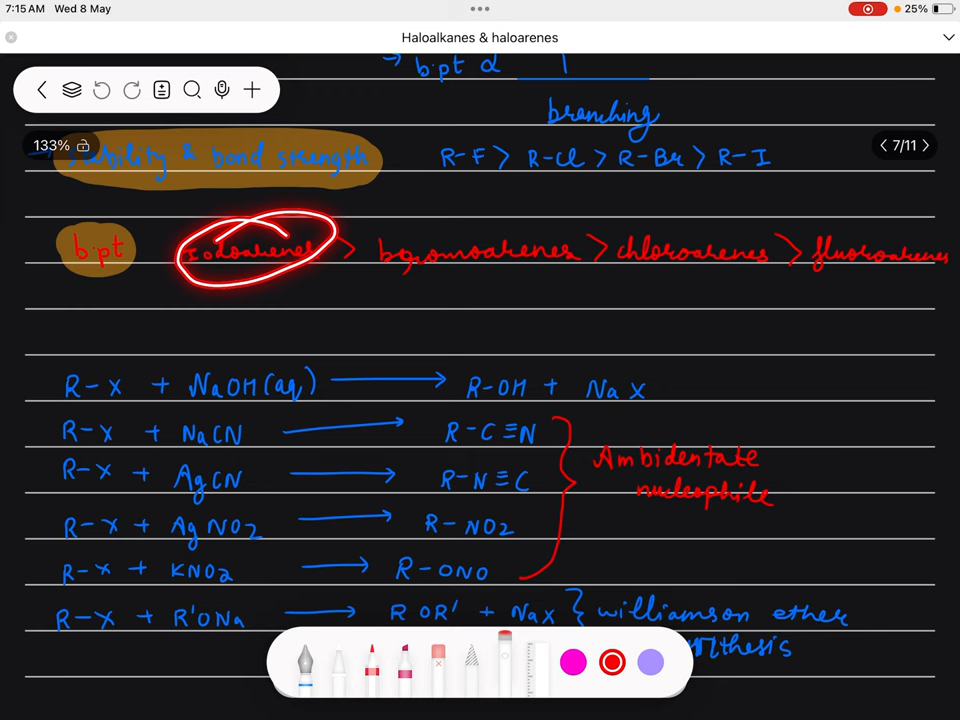 7:15 AM Wed 8 May
25%
Haloalkanes & haloarenes
→ b.pt ∝ 1
branching
133%
7/11
→ Stability & bond strength R-F > R-Cl > R-Br > R-I
b.pt Iodoarenes > bromoarenes > chloroarenes > fluoroarenes
R-X + NaOH(aq) → R-OH + NaX
R-X + NaCN → R-C≡N
R-X + AgCN → R-N≡C
Ambidentate
nucleophile
R-X + AgNO2 → R-NO2
R-X + KNO2 → R-ONO
R-X + R'ONa → ROR' + NaX } williamson ether
synthesis